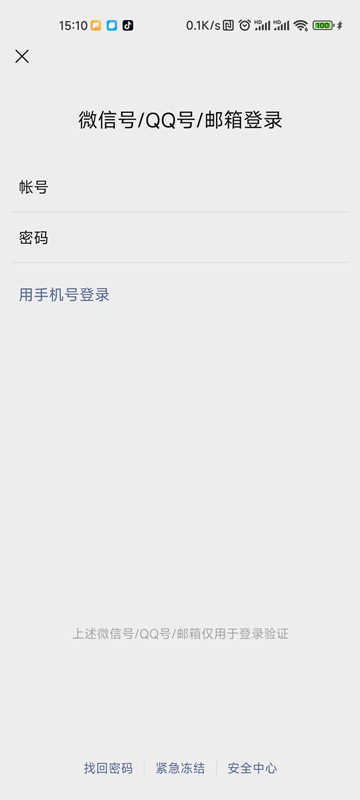 15:10 0.1K/s HD HD 100
微信号/QQ号/邮箱登录
帐号
密码
用手机号登录
上述微信号/QQ号/邮箱仅用于登录验证
找回密码 紧急冻结 安全中心